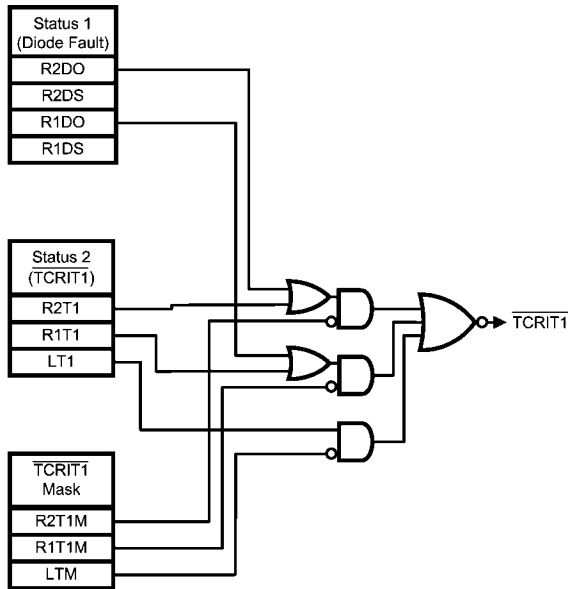 Status 1
(Diode Fault)
R2DO
R2DS
R1DO
R1DS
Status 2
(TCRIT1)
R2T1
R1T1
LT1
TCRIT1
TCRIT1
Mask
R2T1M
R1T1M
LTM